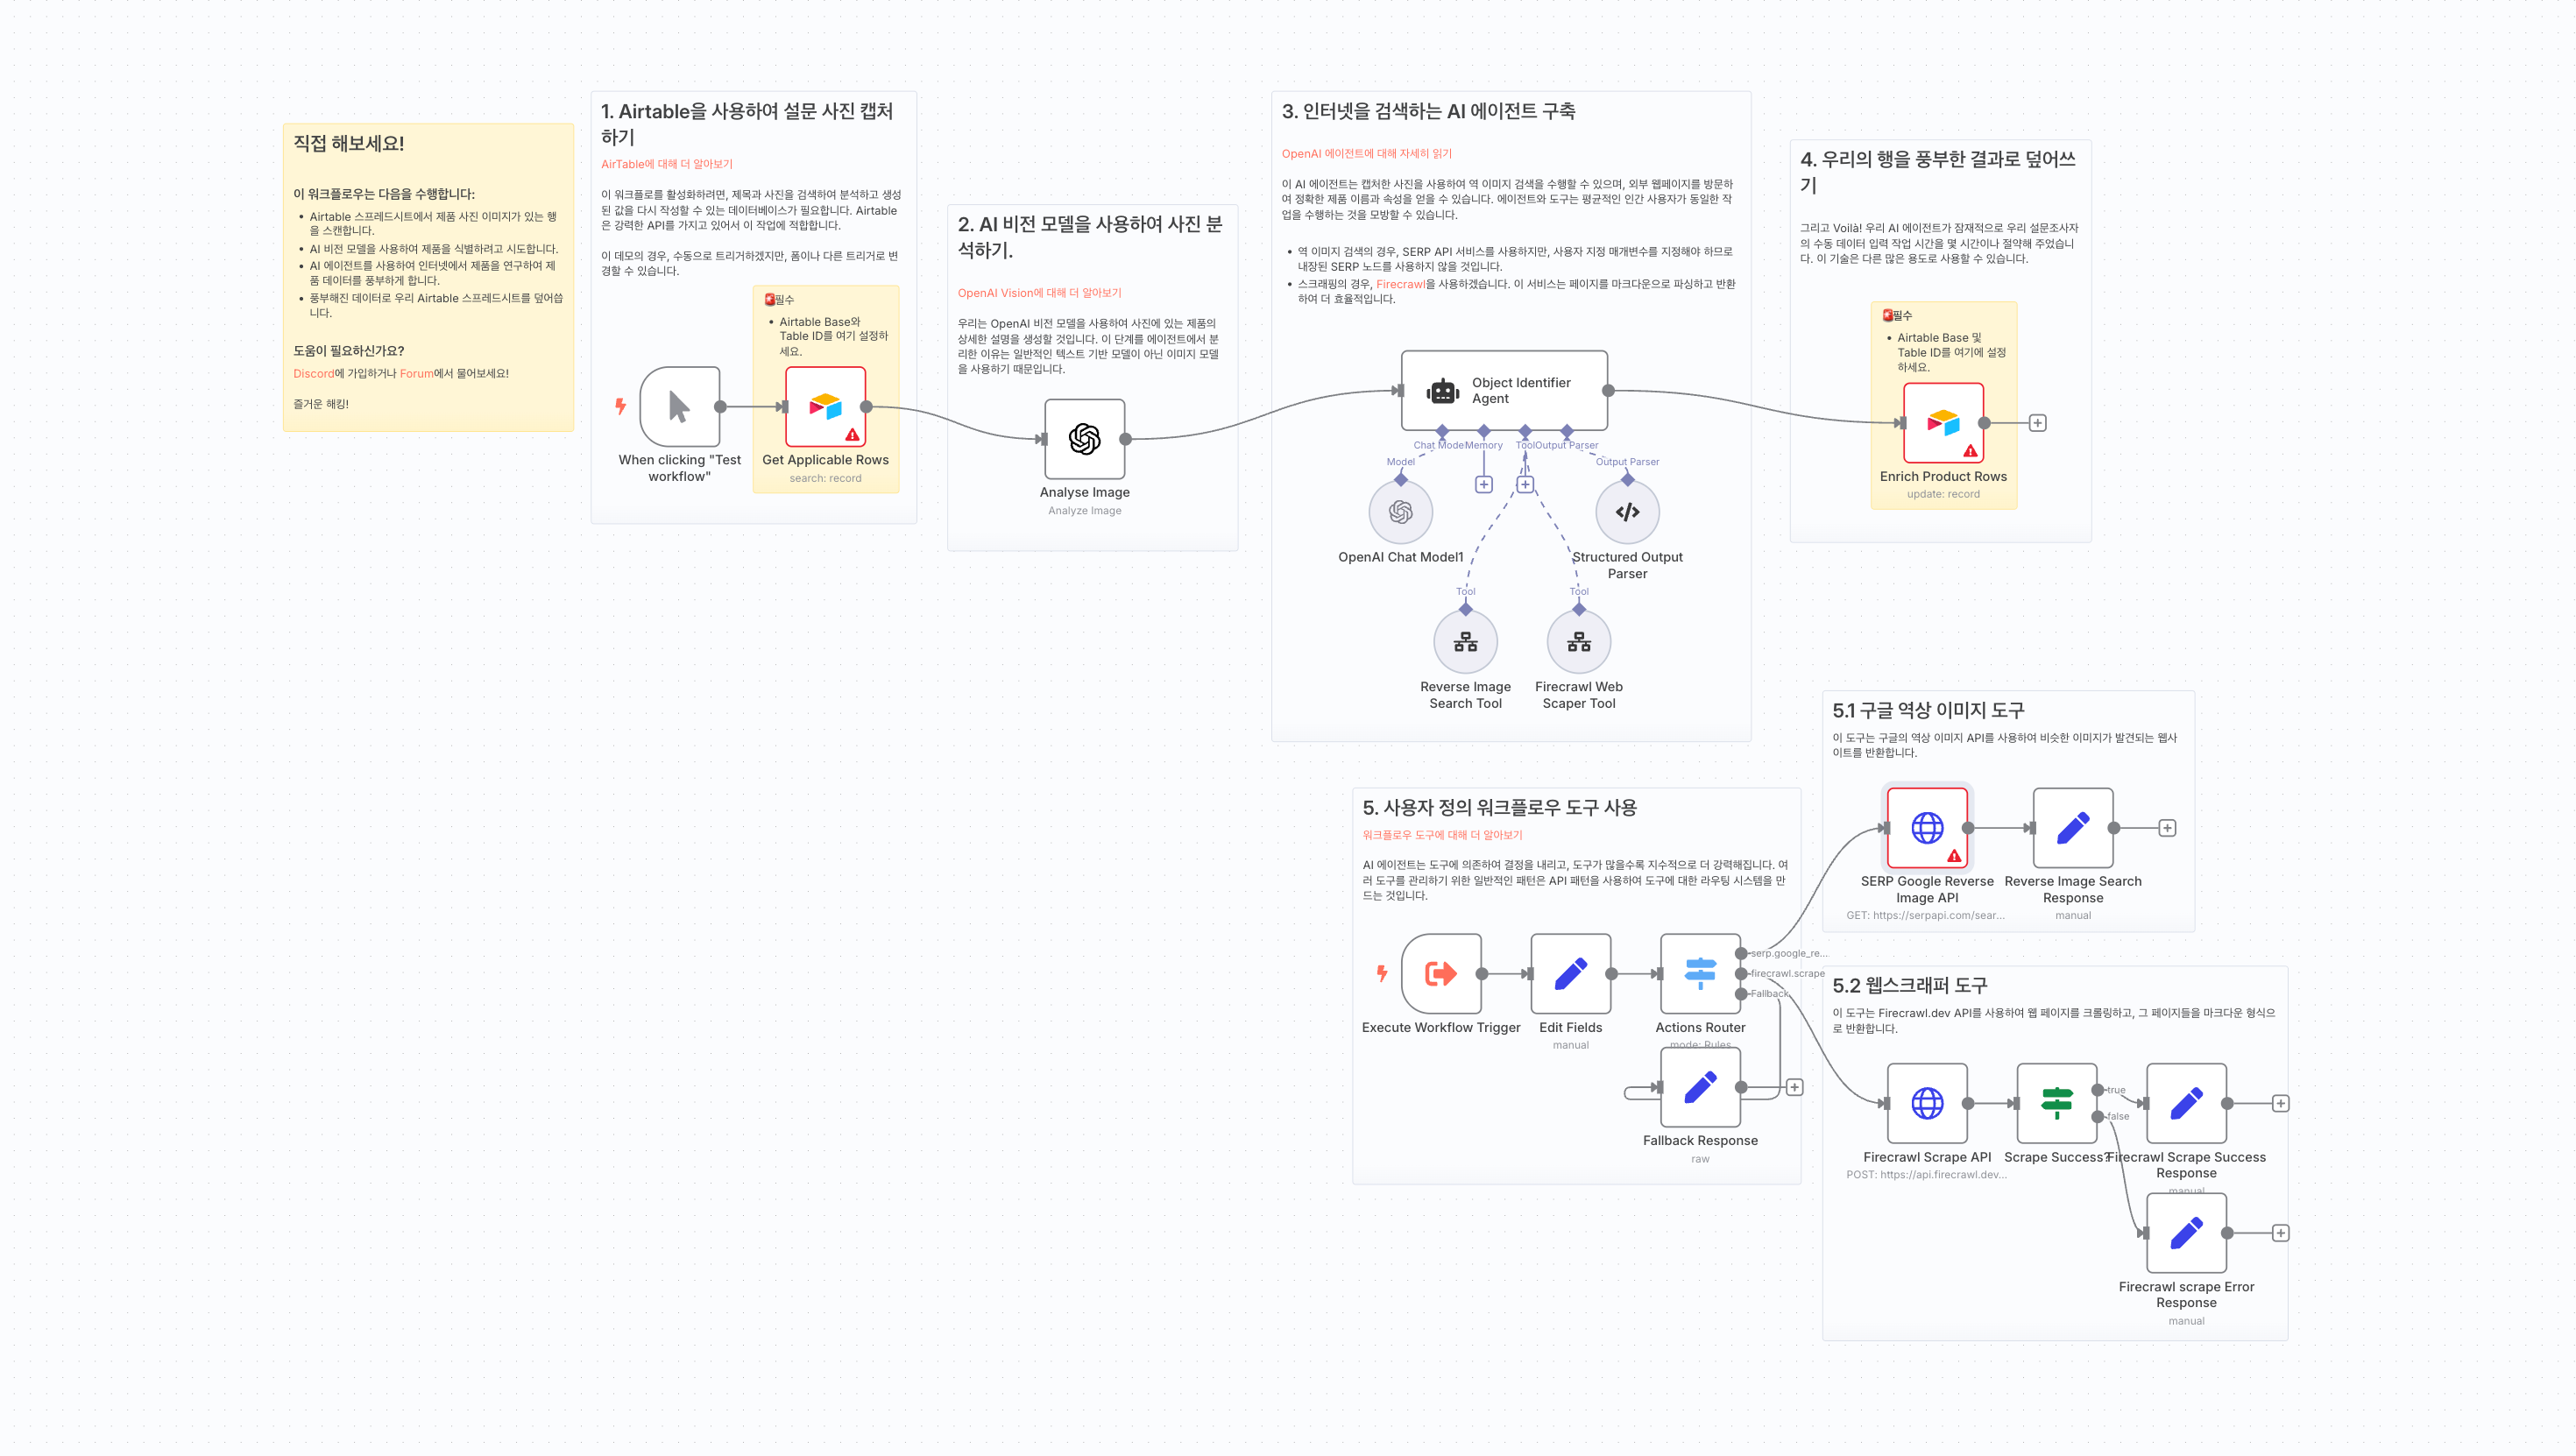 직접 해보세요!
이 워크플로우는 다음을 수행합니다:
• Airtable 스프레드시트에서 제품 사진 이미지가 있는 행
을 스캔합니다.
• AI 비전 모델을 사용하여 제품을 식별하려고 시도합니다.
• AI 에이전트를 사용하여 인터넷에서 제품을 연구하여 제
품 데이터를 풍부하게 합니다.
• 풍부해진 데이터로 우리 Airtable 스프레드시트를 덮어씁
니다.
도움이 필요하신가요?
Discord에 가입하거나 Forum에서 물어보세요!
즐거운 해킹!
1. Airtable을 사용하여 설문 사진 캡처
하기
AirTable에 대해 더 알아보기
이 워크플로를 활성화하려면, 제목과 사진을 검색하여 분석하고 생성
된 값을 다시 작성할 수 있는 데이터베이스가 필요합니다. Airtable
은 강력한 API를 가지고 있어서 이 작업에 적합합니다.
이 데모의 경우, 수동으로 트리거하겠지만, 폼이나 다른 트리거로 변
경할 수 있습니다.
🚨필수
• Airtable Base와
Table ID를 여기 설정하
세요.
When clicking "Test
workflow"
Get Applicable Rows
search: record
2. AI 비전 모델을 사용하여 사진 분
석하기.
OpenAI Vision에 대해 더 알아보기
우리는 OpenAI 비전 모델을 사용하여 사진에 있는 제품의
상세한 설명을 생성할 것입니다. 이 단계를 에이전트에서 분
리한 이유는 일반적인 텍스트 기반 모델이 아닌 이미지 모델
을 사용하기 때문입니다.
Analyse Image
Analyze Image
3. 인터넷을 검색하는 AI 에이전트 구축
OpenAI 에이전트에 대해 자세히 읽기
이 AI 에이전트는 캡처한 사진을 사용하여 역 이미지 검색을 수행할 수 있으며, 외부 웹페이지를 방문하
여 정확한 제품 이름과 속성을 얻을 수 있습니다. 에이전트와 도구는 평균적인 인간 사용자가 동일한 작
업을 수행하는 것을 모방할 수 있습니다.
• 역 이미지 검색의 경우, SERP API 서비스를 사용하지만, 사용자 지정 매개변수를 지정해야 하므로
내장된 SERP 노드를 사용하지 않을 것입니다.
• 스크래핑의 경우, Firecrawl을 사용하겠습니다. 이 서비스는 페이지를 마크다운으로 파싱하고 반환
하여 더 효율적입니다.
Object Identifier
Agent
Chat Model
Memory
Tool
Output Parser
Model
Output Parser
OpenAI Chat Model1
Structured Output
Parser
Tool
Tool
Reverse Image
Search Tool
Firecrawl Web
Scaper Tool
4. 우리의 행을 풍부한 결과로 덮어쓰
기
그리고 Voilà! 우리 AI 에이전트가 잠재적으로 우리 설문조사자
의 수동 데이터 입력 작업 시간을 몇 시간이나 절약해 주었습니
다. 이 기술은 다른 많은 용도로 사용할 수 있습니다.
🚨필수
• Airtable Base 및
Table ID를 여기에 설정
하세요.
Enrich Product Rows
update: record
5. 사용자 정의 워크플로우 도구 사용
워크플로우 도구에 대해 더 알아보기
AI 에이전트는 도구에 의존하여 결정을 내리고, 도구가 많을수록 지수적으로 더 강력해집니다. 여
러 도구를 관리하기 위한 일반적인 패턴은 API 패턴을 사용하여 도구에 대한 라우팅 시스템을 만
드는 것입니다.
Execute Workflow Trigger
Edit Fields
manual
Actions Router
mode: Rules
serp.google_re...
firecrawl.scrape
Fallback
Fallback Response
raw
5.1 구글 역상 이미지 도구
이 도구는 구글의 역상 이미지 API를 사용하여 비슷한 이미지가 발견되는 웹사
이트를 반환합니다.
SERP Google Reverse
Image API
GET: https://serpapi.com/sear...
Reverse Image Search
Response
manual
5.2 웹스크래퍼 도구
이 도구는 Firecrawl.dev API를 사용하여 웹 페이지를 크롤링하고, 그 페이지들을 마크다운 형식으
로 반환합니다.
Firecrawl Scrape API
POST: https://api.firecrawl.dev...
Scrape Success?
true
false
Firecrawl Scrape Success
Response
manual
Firecrawl scrape Error
Response
manual